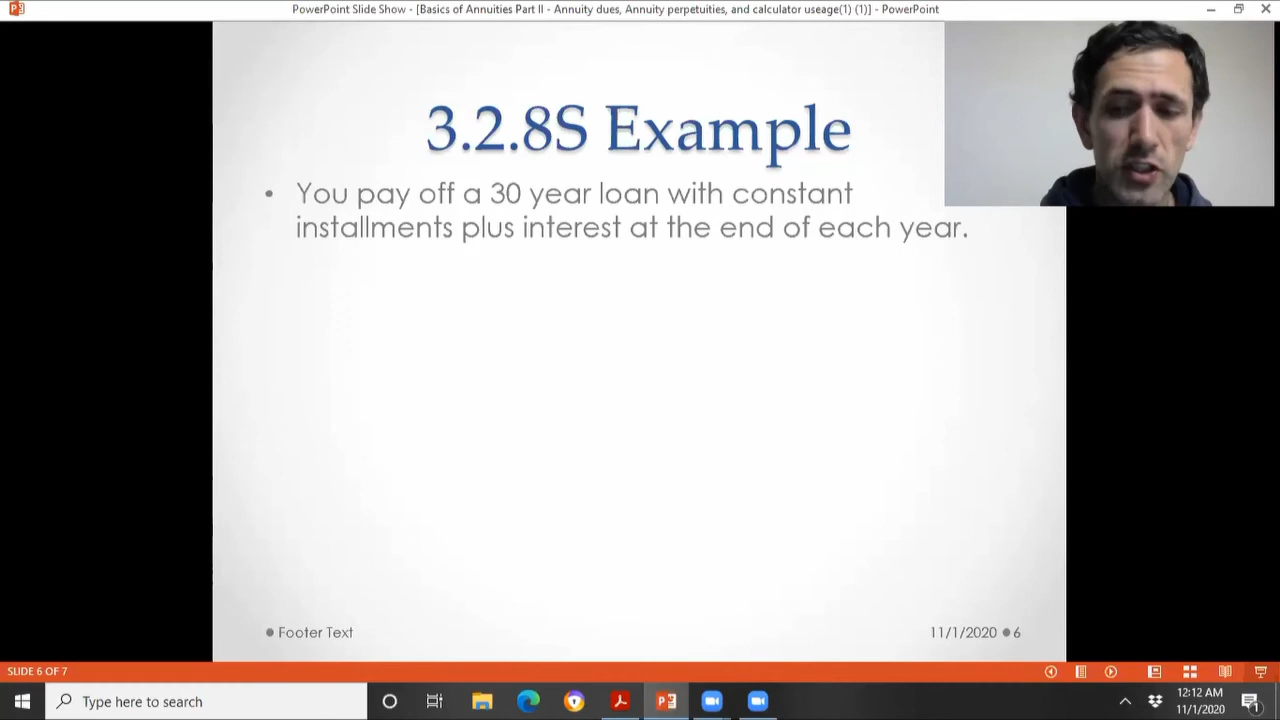 PowerPoint Slide Show - [Basics of Annuities Part II - Annuity dues, Annuity perpetuities, and calculator useage(1) (1)] - PowerPoint
3.2.8S Example
• You pay off a 30 year loan with constant
installments plus interest at the end of each year.
Footer Text
11/1/2020 6
SLIDE 6 OF 7
Type here to search
12:12 AM
11/1/2020
1